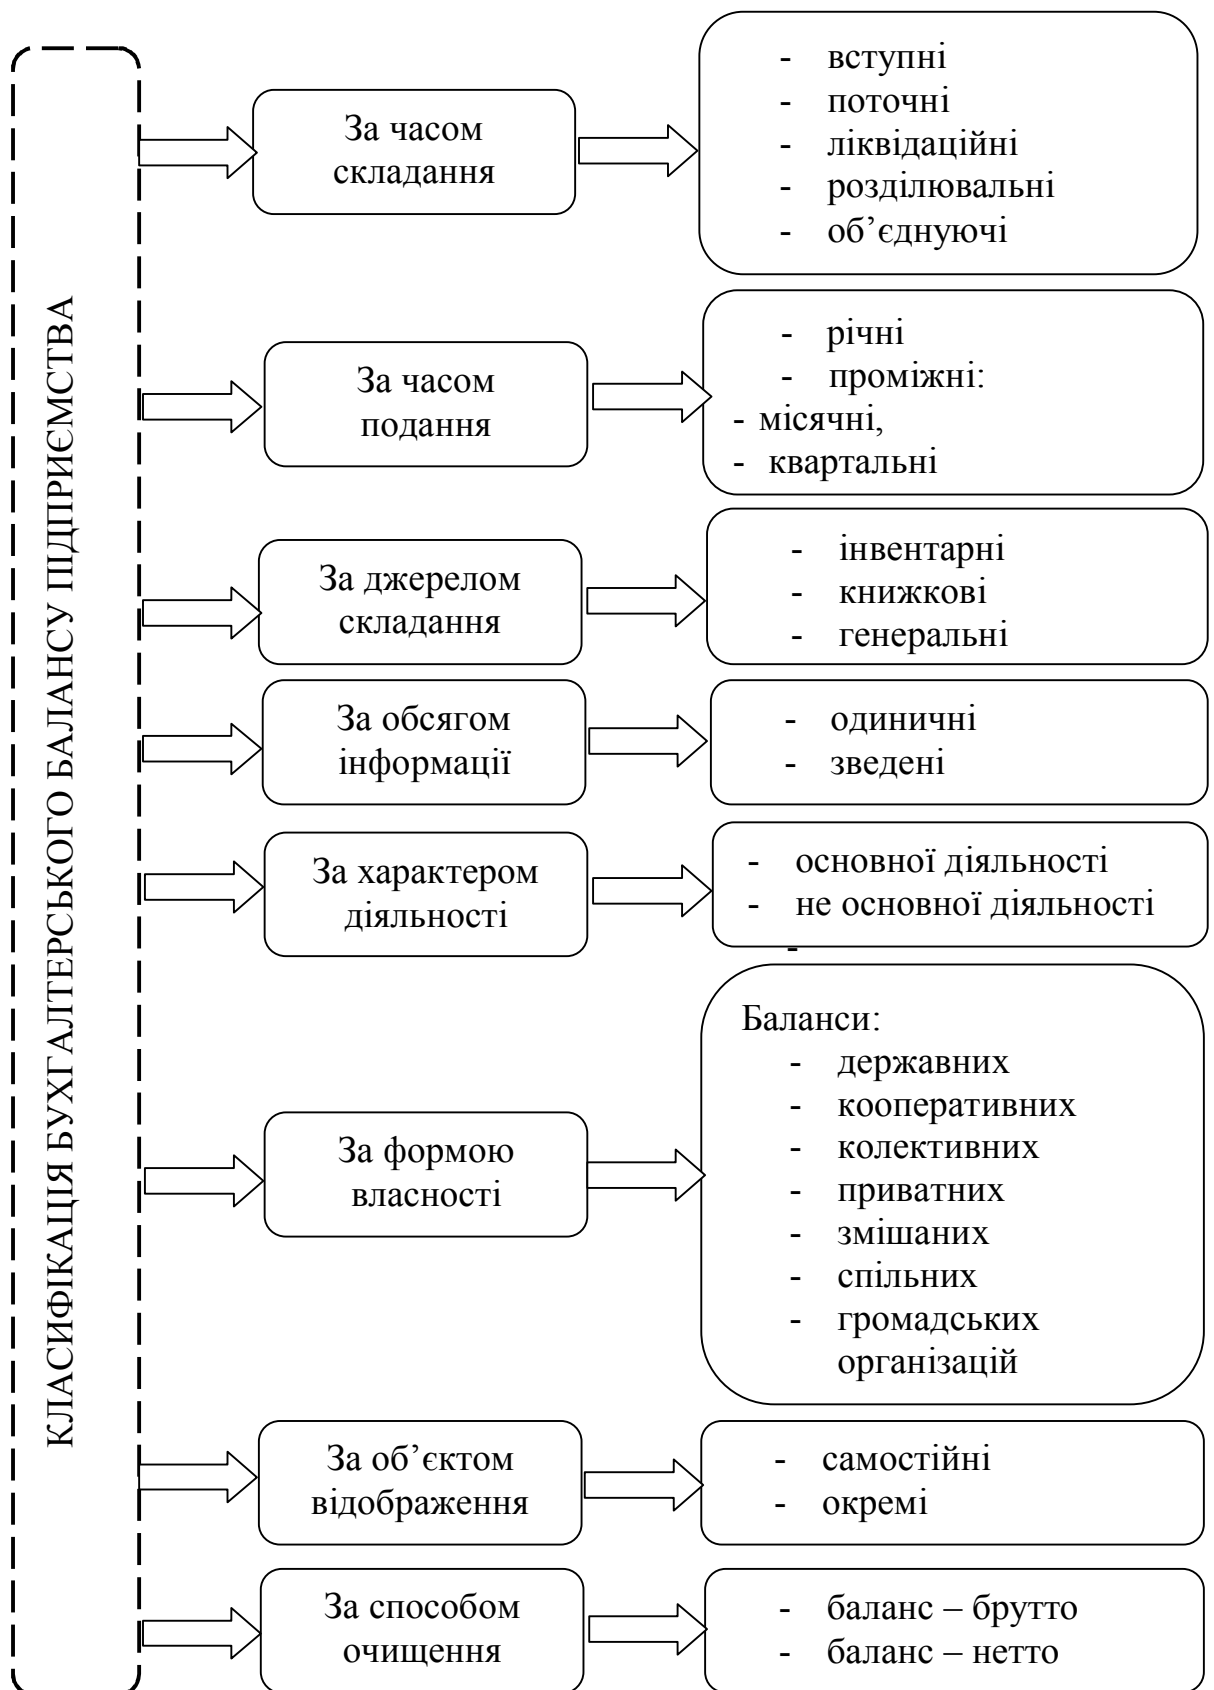 КЛАСИФІКАЦІЯ БУХГАЛТЕРСЬКОГО БАЛАНСУ ПІДПРИЄМСТВА
За часом
складання
- вступні
- поточні
- ліквідаційні
- розділювальні
- об’єднуючі
За часом
подання
- річні
- проміжні:
- місячні,
- квартальні
За джерелом
складання
- інвентарні
- книжкові
- генеральні
За обсягом
інформації
- одиничні
- зведені
За характером
діяльності
- основної діяльності
- не основної діяльності
-
За формою
власності
Баланси:
- державних
- кооперативних
- колективних
- приватних
- змішаних
- спільних
- громадських
організацій
За об’єктом
відображення
- самостійні
- окремі
За способом
очищення
- баланс – брутто
- баланс – нетто